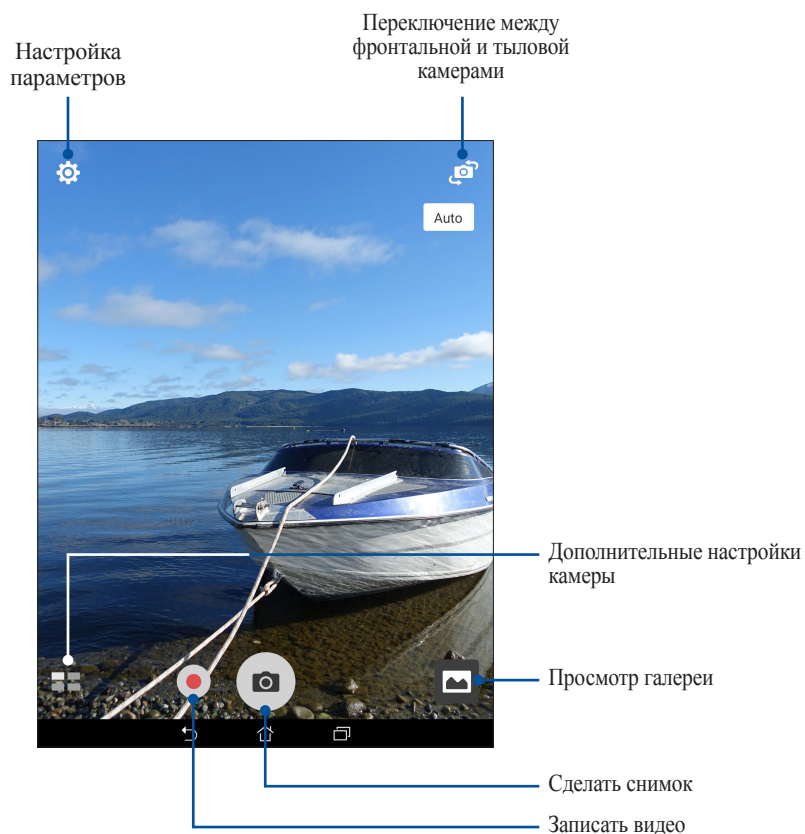 Переключение между
фронтальной и тыловой
камерами
Настройка
параметров
Auto
Дополнительные настройки
камеры
Просмотр галереи
Сделать снимок
Записать видео